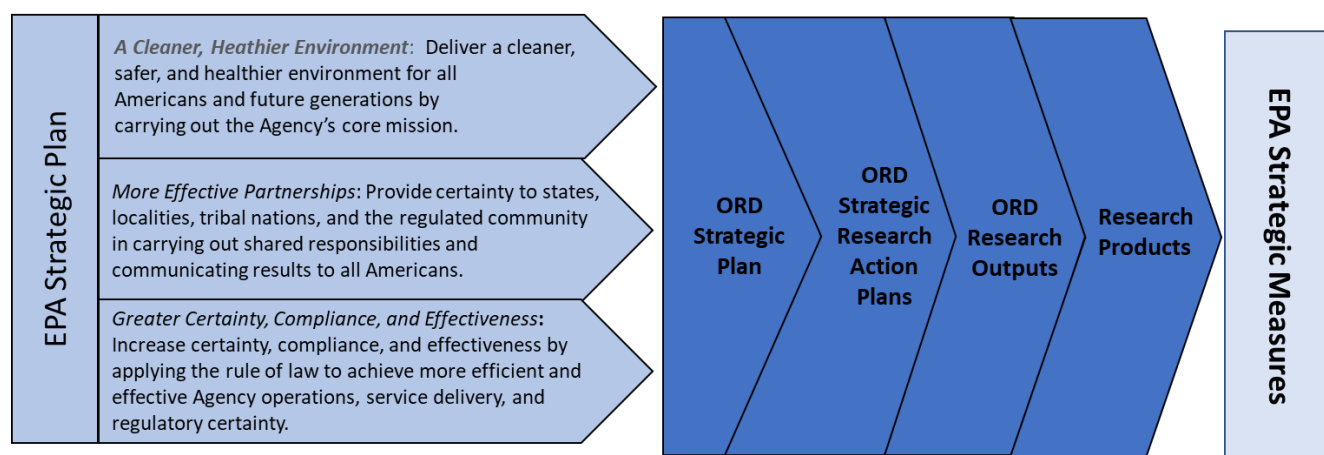 EPA Strategic Plan
A Cleaner, Heathier Environment: Deliver a cleaner,
safer, and healthier environment for all
Americans and future generations by
carrying out the Agency's core mission.
More Effective Partnerships: Provide certainty to states,
localities, tribal nations, and the regulated community
in carrying out shared responsibilities and
communicating results to all Americans.
Greater Certainty, Compliance, and Effectiveness:
Increase certainty, compliance, and effectiveness by
applying the rule of law to achieve more efficient and
effective Agency operations, service delivery, and
regulatory certainty.
ORD
Strategic
Plan
ORD
Strategic
Research
Action
Plans
ORD
Research
Outputs
Research
Products
EPA Strategic Measures